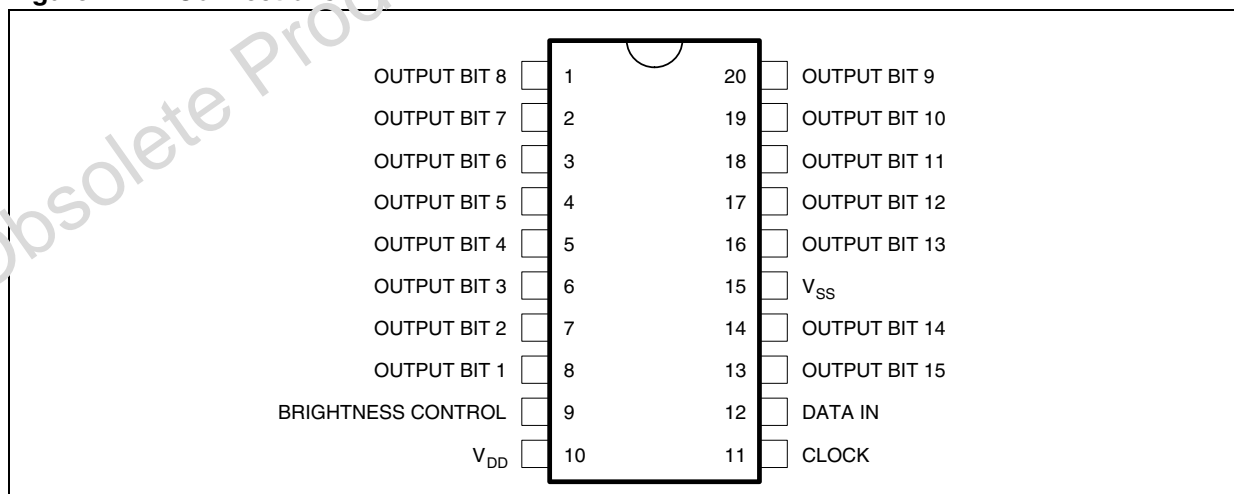 Obsolete Prod
OUTPUT BIT 8 1 20 OUTPUT BIT 9
OUTPUT BIT 7 2 19 OUTPUT BIT 10
OUTPUT BIT 6 3 18 OUTPUT BIT 11
OUTPUT BIT 5 4 17 OUTPUT BIT 12
OUTPUT BIT 4 5 16 OUTPUT BIT 13
OUTPUT BIT 3 6 15 VSS
OUTPUT BIT 2 7 14 OUTPUT BIT 14
OUTPUT BIT 1 8 13 OUTPUT BIT 15
BRIGHTNESS CONTROL 9 12 DATA IN
VDD 10 11 CLOCK